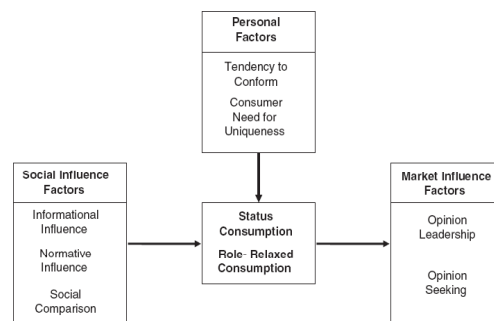 Personal
Factors
Tendency to
Conform
Consumer
Need for
Uniqueness
Social Influence
Factors
Informational
Influence
Normative
Influence
Social
Comparison
Status
Consumption
Role- Relaxed
Consumption
Market Influence
Factors
Opinion
Leadership
Opinion
Seeking